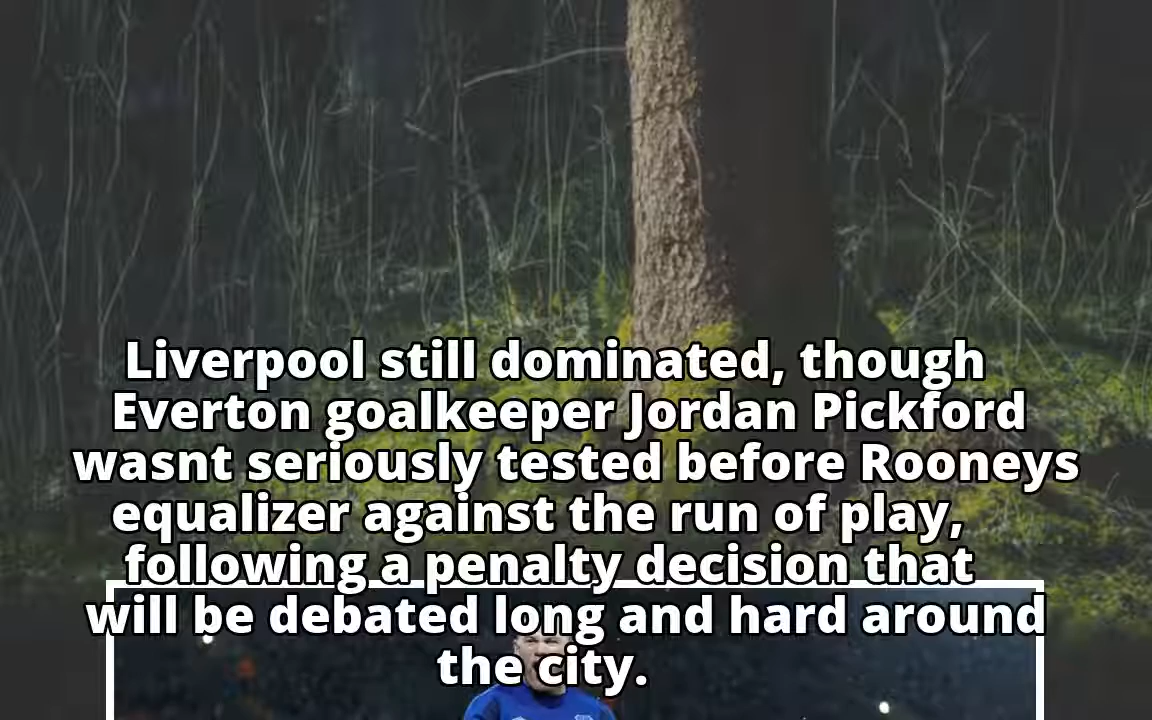 Liverpool still dominated, though
Everton goalkeeper Jordan Pickford
wasnt seriously tested before Rooneys
equalizer against the run of play,
following a penalty decision that
will be debated long and hard around
the city.